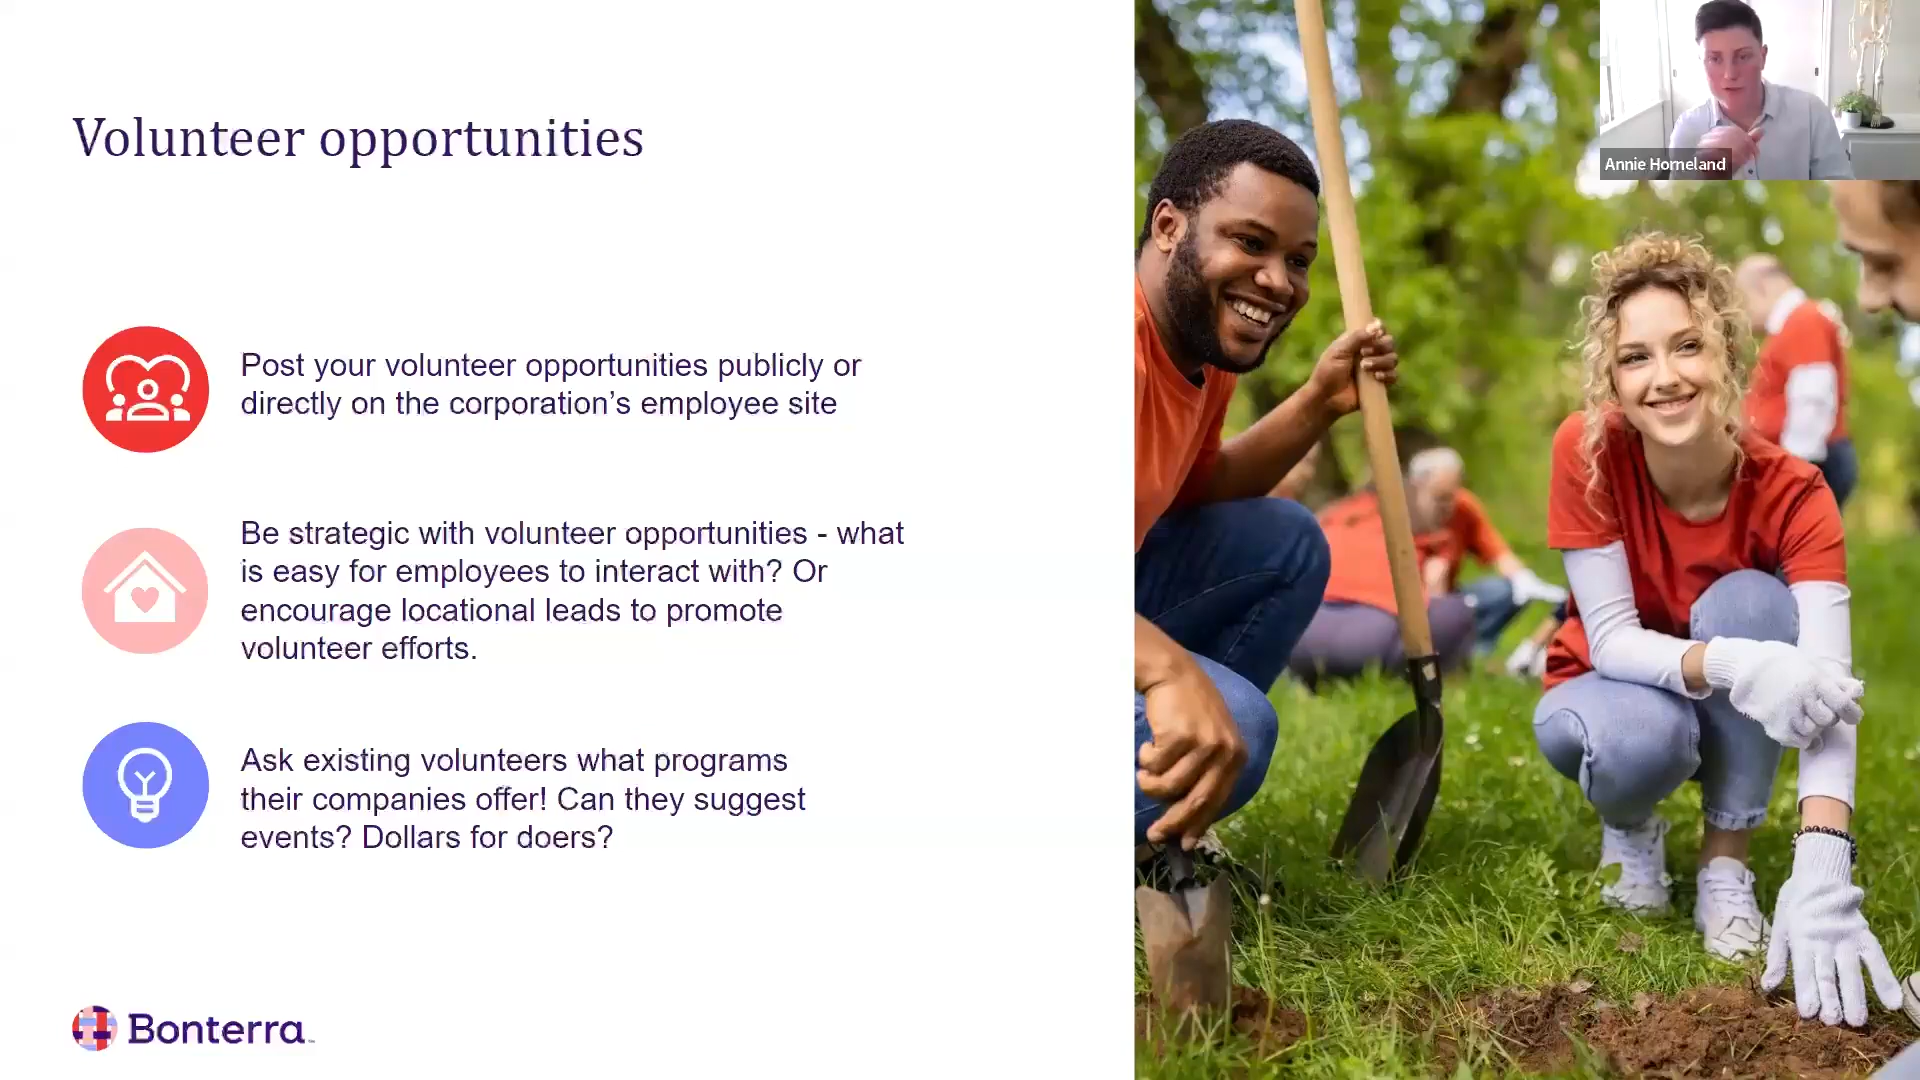 Volunteer opportunities
Annie Horneland
Post your volunteer opportunities publicly or
directly on the corporation’s employee site
Be strategic with volunteer opportunities - what
is easy for employees to interact with? Or
encourage locational leads to promote
volunteer efforts.
Ask existing volunteers what programs
their companies offer! Can they suggest
events? Dollars for doers?
Bonterra